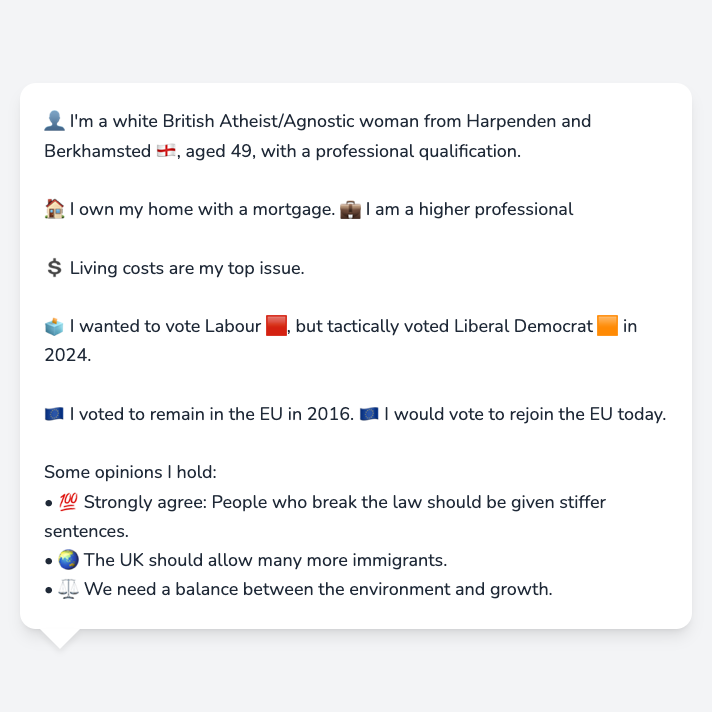 👤 I'm a white British Atheist/Agnostic woman from Harpenden and
Berkhamsted 🏴󠁧󠁢󠁥󠁮󠁧󠁿, aged 49, with a professional qualification.
🏠 I own my home with a mortgage. 💼 I am a higher professional
💲 Living costs are my top issue.
🗳️ I wanted to vote Labour 🟥, but tactically voted Liberal Democrat 🟧 in
2024.
🇪🇺 I voted to remain in the EU in 2016. 🇪🇺 I would vote to rejoin the EU today.
Some opinions I hold:
• 💯 Strongly agree: People who break the law should be given stiffer
sentences.
• 🌏 The UK should allow many more immigrants.
• ⚖️ We need a balance between the environment and growth.